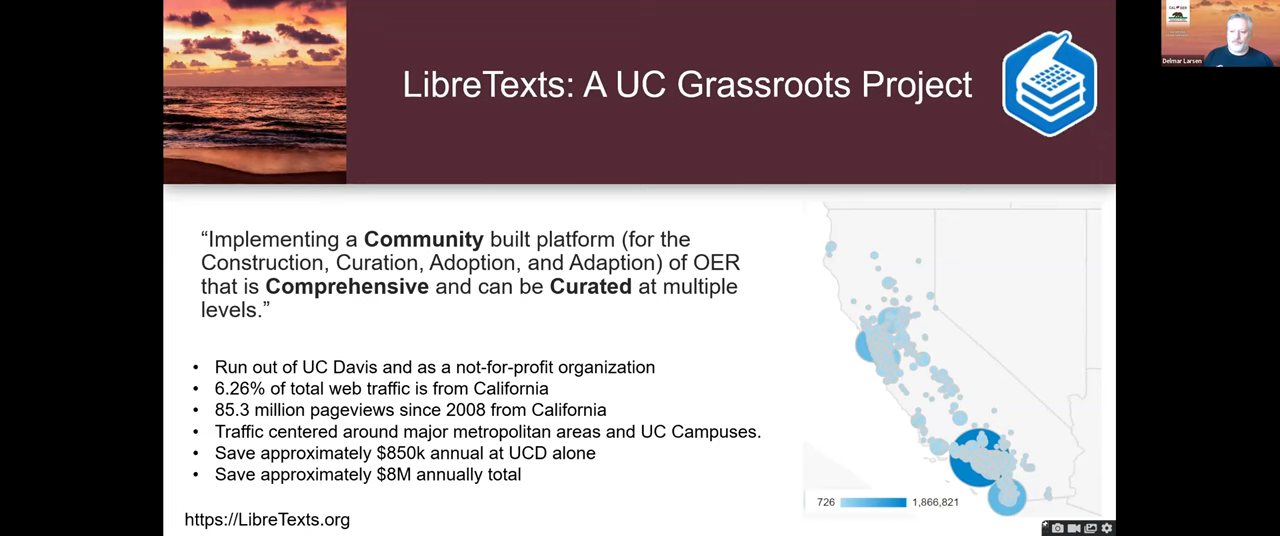 LibreTexts: A UC Grassroots Project
Delmar Larsen
“Implementing a Community built platform (for the
Construction, Curation, Adoption, and Adaption) of OER
that is Comprehensive and can be Curated at multiple
levels.”
• Run out of UC Davis and as a not-for-profit organization
• 6.26% of total web traffic is from California
• 85.3 million pageviews since 2008 from California
• Traffic centered around major metropolitan areas and UC Campuses.
• Save approximately $850k annual at UCD alone
• Save approximately $8M annually total
726 1,866,821
https://LibreTexts.org